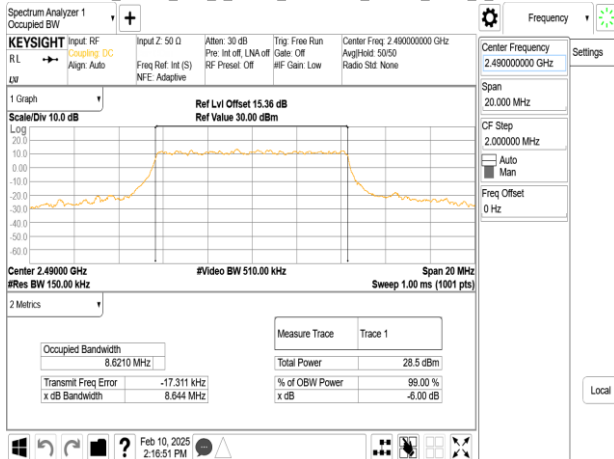 Spectrum Analyzer 1
Occupied BW
Frequency
KEYSIGHT
RL
Input: RF
Coupling: DC
Align: Auto
Input Z: 50 Ω
Freq Ref: Int (S)
NFE: Adaptive
Atten: 30 dB
Pre: Int off, LNA off
RF Presel: Off
Trig: Free Run
Gate: Off
#IF Gain: Low
Center Freq: 2.490000000 GHz
Avg|Hold: 50/50
Radio Std: None
LXI
1 Graph
Scale/Div 10.0 dB
Ref Lvl Offset 15.36 dB
Ref Value 30.00 dBm
Log
20.0
10.0
0.00
-10.0
-20.0
-30.0
-40.0
-50.0
-60.0
Center 2.49000 GHz
#Res BW 150.00 kHz
#Video BW 510.00 kHz
Span 20 MHz
Sweep 1.00 ms (1001 pts)
2 Metrics
Occupied Bandwidth
8.6210 MHz
Transmit Freq Error -17.311 kHz
x dB Bandwidth 8.644 MHz
Measure Trace Trace 1
Total Power 28.5 dBm
% of OBW Power 99.00 %
x dB -6.00 dB
Feb 10, 2025
2:16:51 PM
Center Frequency
2.490000000 GHz
Span
20.000 MHz
CF Step
2.000000 MHz
Auto
Man
Freq Offset
0 Hz
Settings
Local